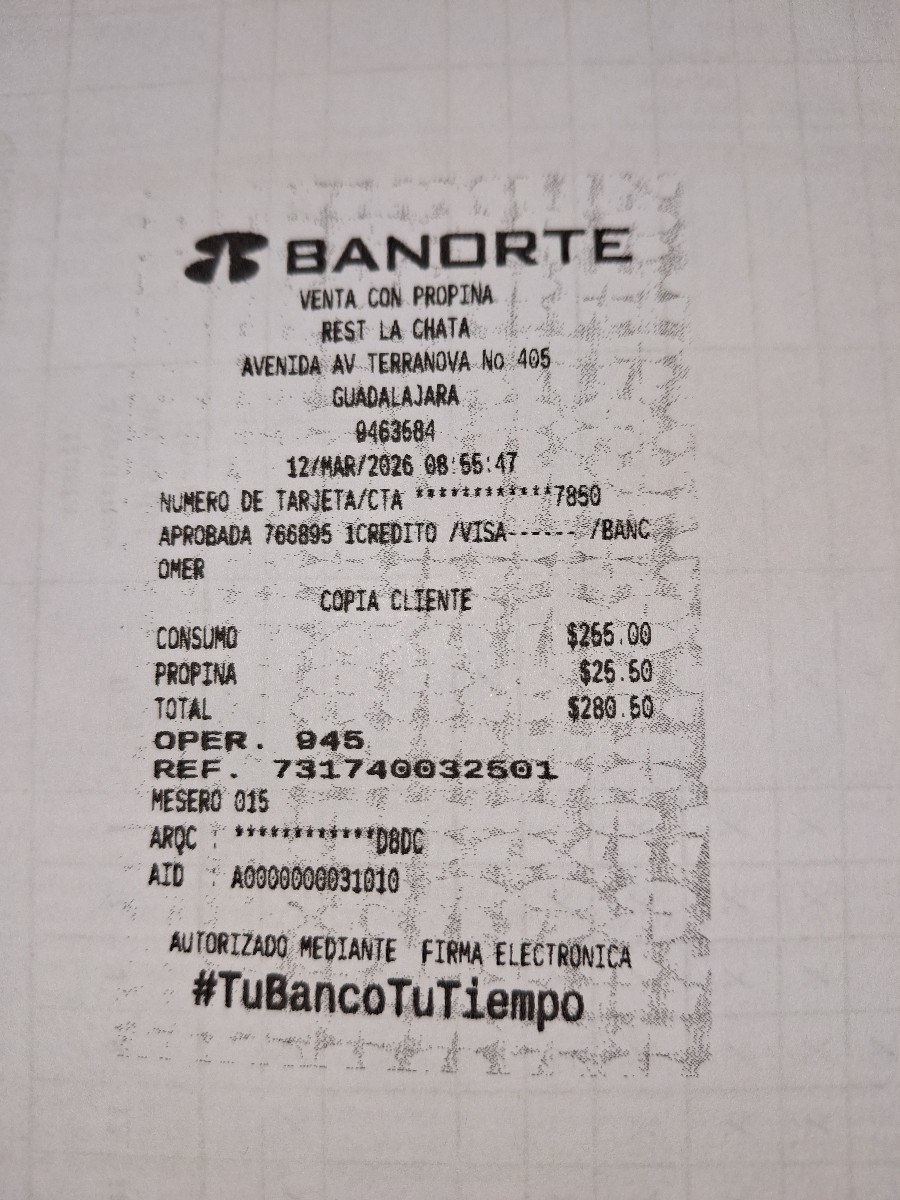 BANORTE
VENTA CON PROPINA
REST LA CHATA
AVENIDA AV TERRANOVA No 405
GUADALAJARA
9463584
12/MAR/2026 08:55:47
NUMERO DE TARJETA/CTA ************7850
APROBADA 766895 1CREDITO /VISA------ /BANC
OMER
COPIA CLIENTE
CONSUMO $255.00
PROPINA $25.50
TOTAL $280.50
OPER. 945
REF. 731740032501
MESERO 015
ARQC : ************D8DC
AID : A0000000031010
AUTORIZADO MEDIANTE FIRMA ELECTRONICA
#TuBancoTuTiempo